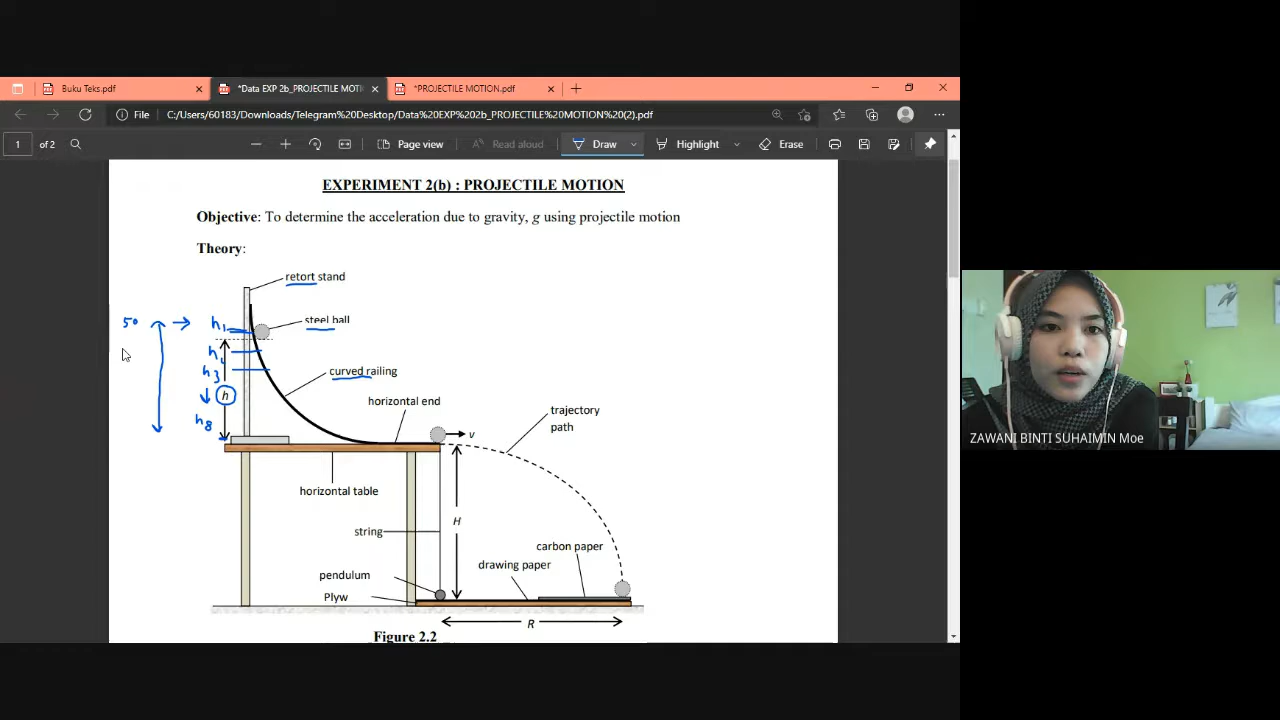 Buku Teks.pdf
*Data EXP 2b_PROJECTILE MOTI
*PROJECTILE MOTION.pdf
File
C:/Users/60183/Downloads/Telegram%20Desktop/Data%20EXP%202b_PROJECTILE%20MOTION%20(2).pdf
1 of 2
Page view
Read aloud
Draw
Highlight
Erase
EXPERIMENT 2(b) : PROJECTILE MOTION
Objective: To determine the acceleration due to gravity, g using projectile motion
Theory:
retort stand
steel ball
50
h1
h2
h3
h
h8
curved railing
horizontal end
v
trajectory
path
horizontal table
string
H
carbon paper
drawing paper
pendulum
Plyw
R
Figure 2.2
ZAWANI BINTI SUHAIMIN Moe